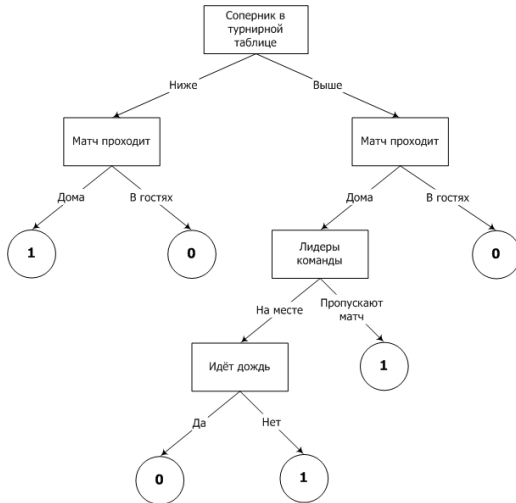 Соперник в
турнирной
таблице
Ниже
Выше
Матч проходит
Матч проходит
Дома
В гостях
Дома
В гостях
1
0
Лидеры
команды
0
На месте
Пропускают
матч
Идёт дождь
1
Да
Нет
0
1